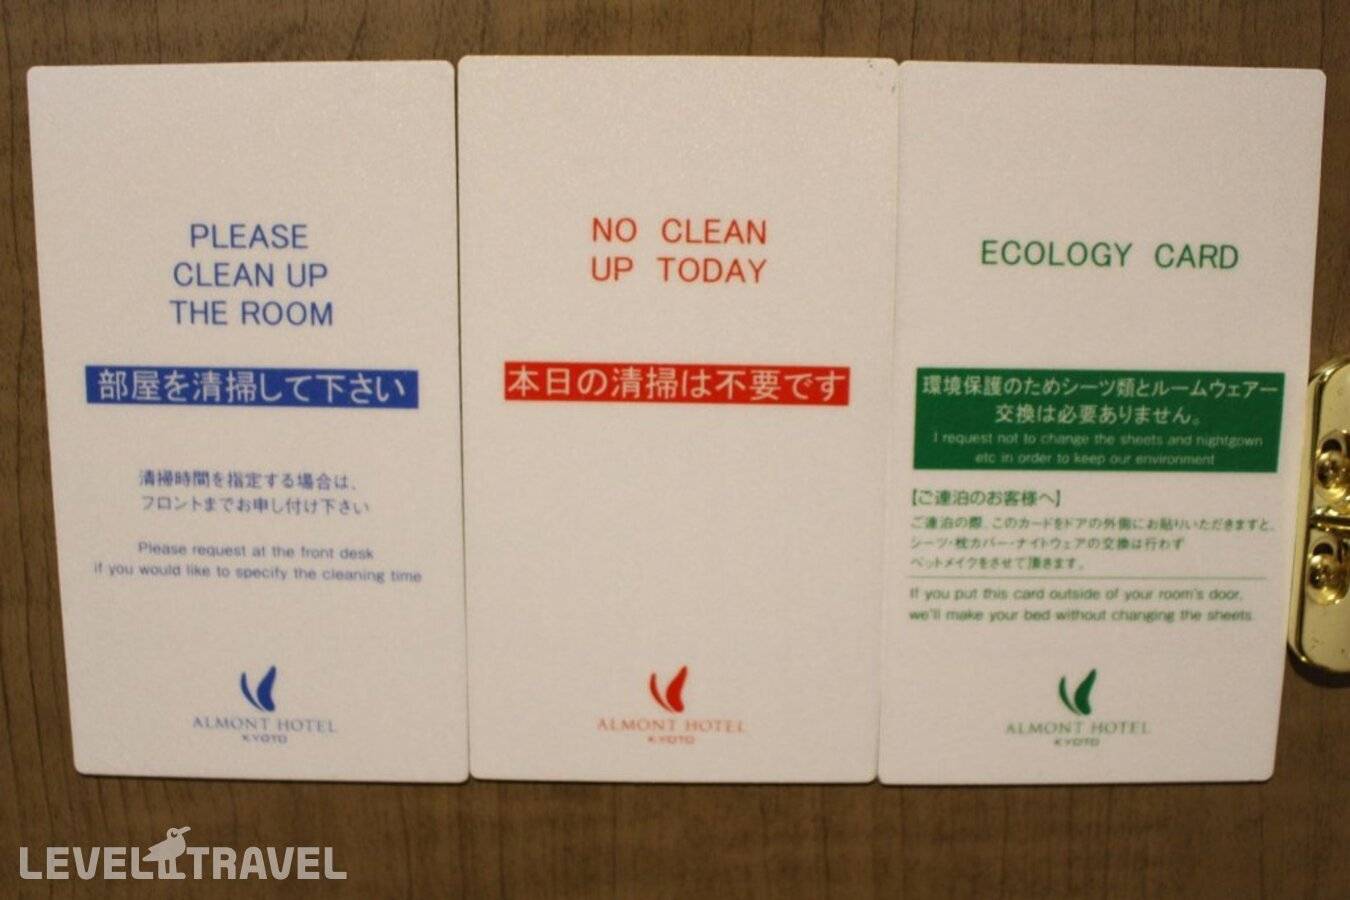 PLEASE
CLEAN UP
THE ROOM
部屋を清掃して下さい
清掃時間を指定する場合は、
フロントまでお申し付け下さい
Please request at the front desk
if you would like to specify the cleaning time
ALMONT HOTEL
KYOTO
NO CLEAN
UP TODAY
本日の清掃は不要です
ALMONT HOTEL
KYOTO
ECOLOGY CARD
環境保護のためシーツ類とルームウェアー
交換は必要ありません。
I request not to change the sheets and nightgown
etc in order to keep our environment
【ご連泊のお客様へ】
ご連泊の際、このカードをドアの外側にお貼りいただきますと、
シーツ・枕カバー・ナイトウェアの交換は行わず
ベットメイクをさせて頂きます。
If you put this card outside of your room's door,
we'll make your bed without changing the sheets.
ALMONT HOTEL
KYOTO
LEVEL TRAVEL